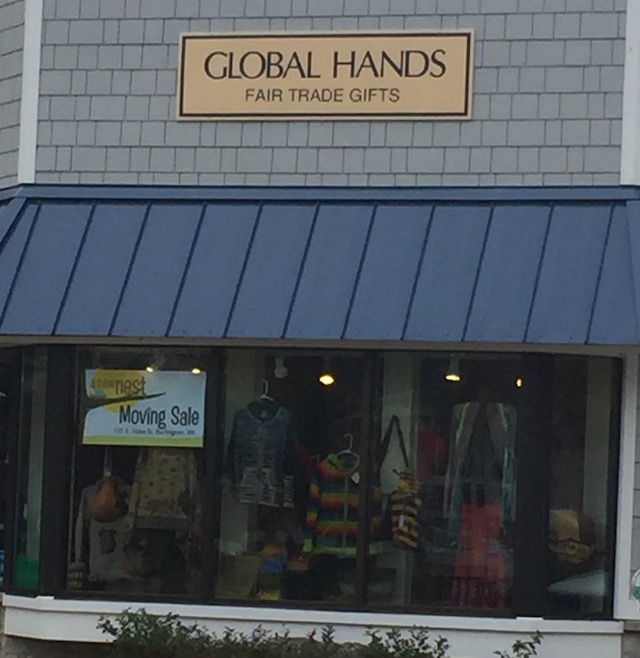 GLOBAL HANDS
FAIR TRADE GIFTS
nest
Moving Sale